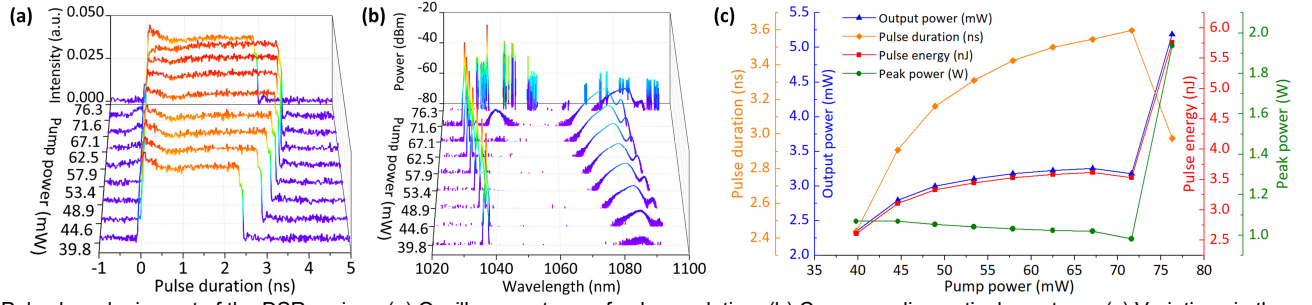 (a)
Intensity (a.u.)
0.050
0.025
0.000
76.3
71.6
67.1
62.5
57.9
53.4
48.9
44.6
39.8
Pump power (mW)
-1 0 1 2 3 4 5
Pulse duration (ns)
(b)
Power (dBm)
-20
-40
-60
-80
76.3
71.6
67.1
62.5
57.9
53.4
48.9
44.6
39.8
Pump power (mW)
1020 1040 1060 1080 1100
Wavelength (nm)
(c)
Output power (mW)
Pulse duration (ns)
Pulse energy (nJ)
Peak power (W)
Pulse duration (ns)
3.6
3.4
3.2
3.0
2.8
2.6
2.4
Output power (mW)
5.5
5.0
4.5
4.0
3.5
3.0
2.5
2.0
35 40 45 50 55 60 65 70 75 80
Pump power (mW)
6.0
5.5
5.0
4.5
4.0
3.5
3.0
2.5
Pulse energy (nJ)
2.0
1.8
1.6
1.4
1.2
1.0
Peak power (W)